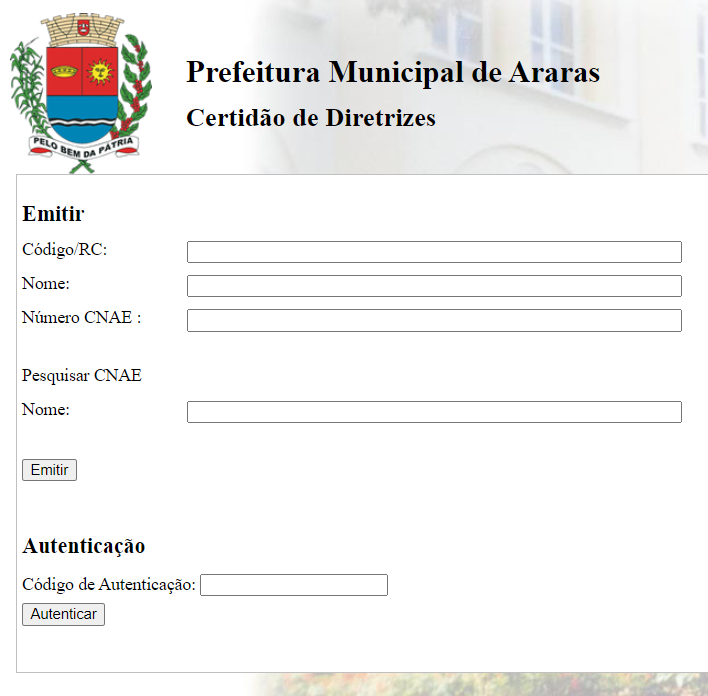 PELO BEM DA PÁTRIA
Prefeitura Municipal de Araras
Certidão de Diretrizes
Emitir
Código/RC:
Nome:
Número CNAE :
Pesquisar CNAE
Nome:
Emitir
Autenticação
Código de Autenticação:
Autenticar